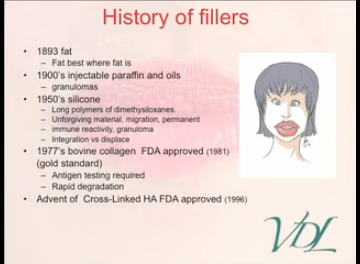 History of fillers
• 1893 fat
– Fat best where fat is
• 1900's injectable paraffin and oils
– granulomas
• 1950's silicone
– Long polymers of dimethysiloxanes.
– Unforgiving material, migration, permanent
– immune reactivity, granuloma
– Integration vs displace
• 1977's bovine collagen FDA approved (1981)
(gold standard)
– Antigen testing required
– Rapid degradation
• Advent of Cross-Linked HA FDA approved (1996)
VDL